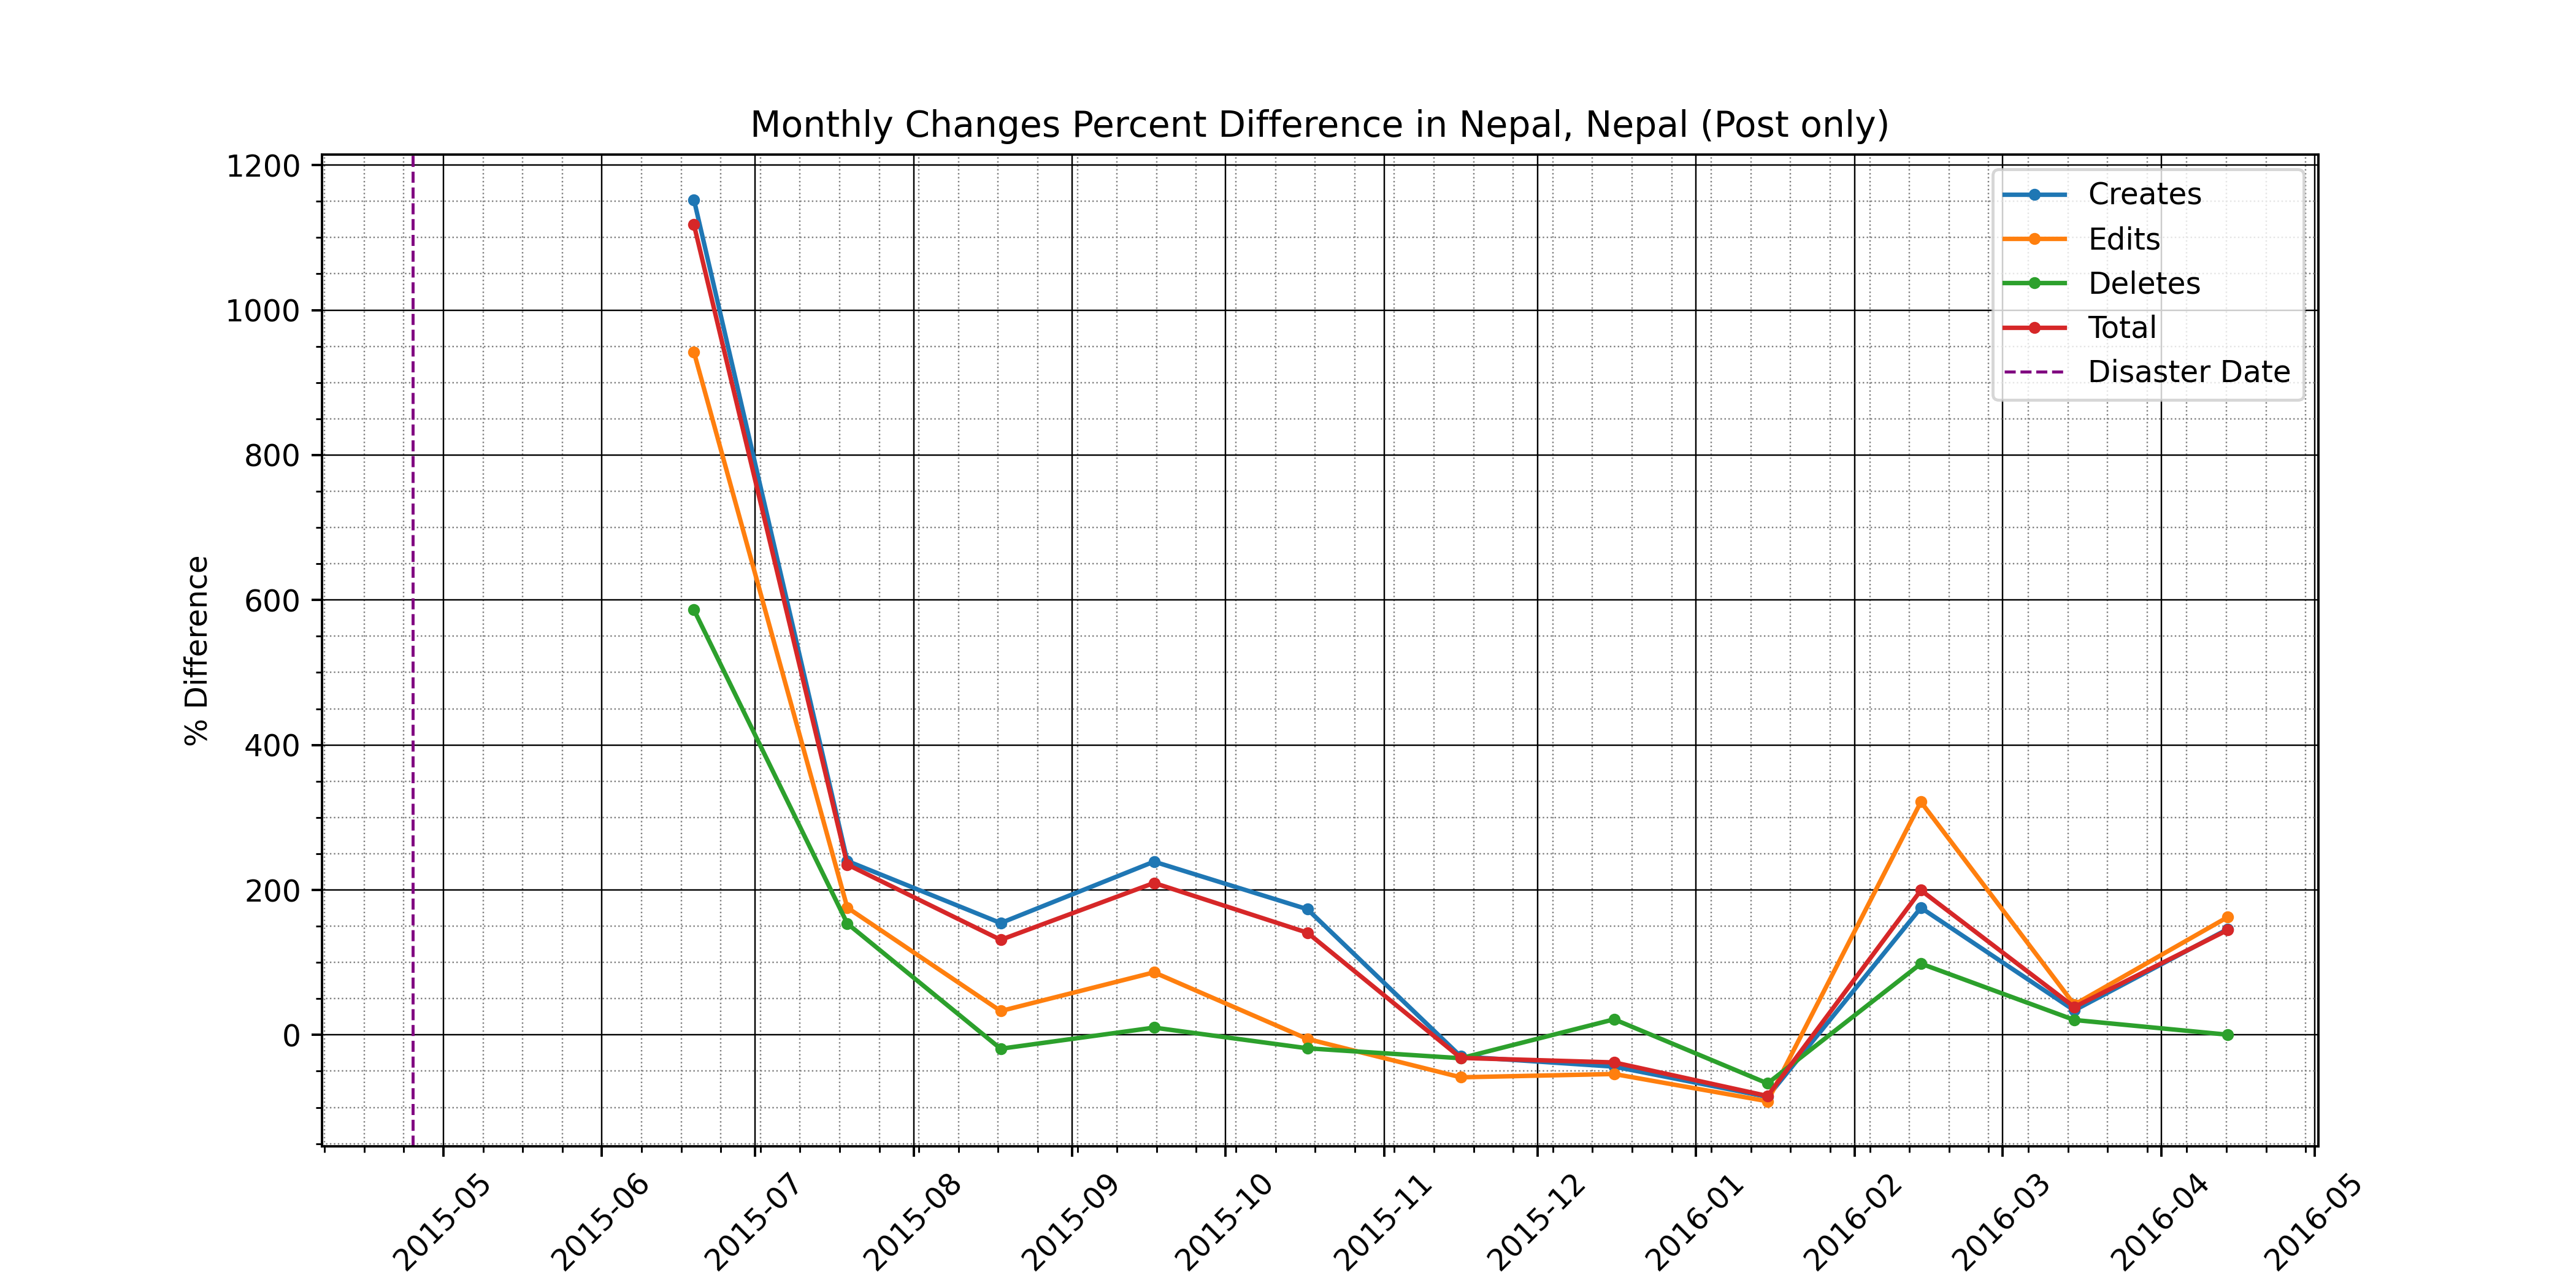 Monthly Changes Percent Difference in Nepal, Nepal (Post only)
1200
1000
800
600
400
200
0
% Difference
Creates
Edits
Deletes
Total
Disaster Date
2015-05
2015-06
2015-07
2015-08
2015-09
2015-10
2015-11
2015-12
2016-01
2016-02
2016-03
2016-04
2016-05